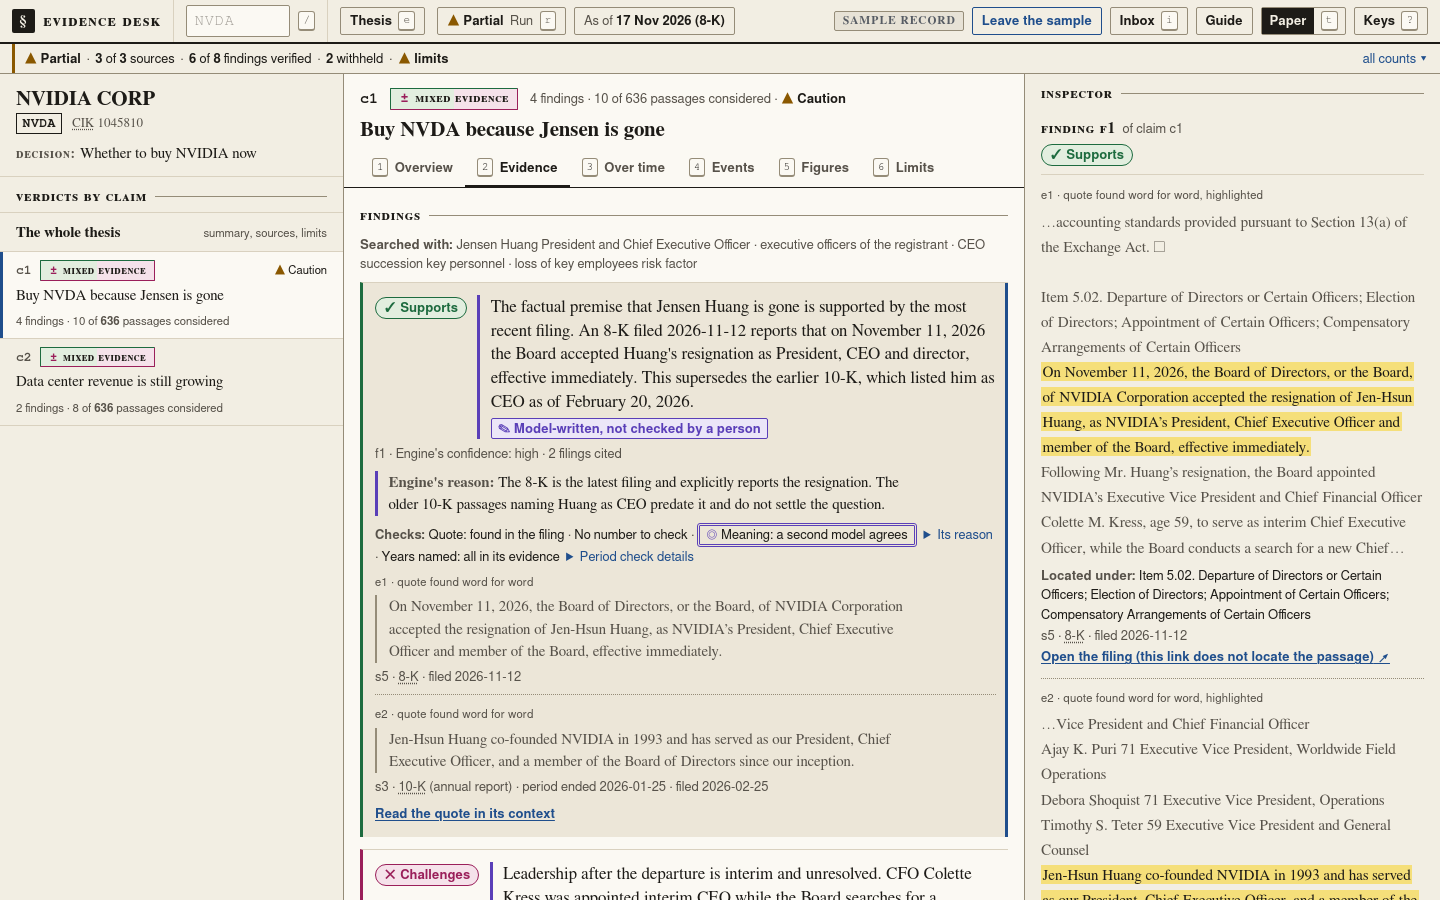 § EVIDENCE DESK NVDA / Thesis e Partial Run r As of 17 Nov 2026 (8-K) SAMPLE RECORD Leave the sample Inbox i Guide Paper t Keys ?
Partial · 3 of 3 sources · 6 of 8 findings verified · 2 withheld · limits all counts
NVIDIA CORP
NVDA CIK 1045810
DECISION: Whether to buy NVIDIA now
VERDICTS BY CLAIM
The whole thesis summary, sources, limits
c1 ± MIXED EVIDENCE Caution
Buy NVDA because Jensen is gone
4 findings · 10 of 636 passages considered
c2 ± MIXED EVIDENCE
Data center revenue is still growing
2 findings · 8 of 636 passages considered
c1 ± MIXED EVIDENCE 4 findings · 10 of 636 passages considered · Caution
Buy NVDA because Jensen is gone
1 Overview 2 Evidence 3 Over time 4 Events 5 Figures 6 Limits
FINDINGS
Searched with: Jensen Huang President and Chief Executive Officer · executive officers of the registrant · CEO
succession key personnel · loss of key employees risk factor
✓ Supports
The factual premise that Jensen Huang is gone is supported by the most
recent filing. An 8-K filed 2026-11-12 reports that on November 11, 2026
the Board accepted Huang's resignation as President, CEO and director,
effective immediately. This supersedes the earlier 10-K, which listed him as
CEO as of February 20, 2026.
✎ Model-written, not checked by a person
f1 · Engine's confidence: high · 2 filings cited
Engine's reason: The 8-K is the latest filing and explicitly reports the resignation. The
older 10-K passages naming Huang as CEO predate it and do not settle the question.
Checks: Quote: found in the filing · No number to check · ◎ Meaning: a second model agrees ▶ Its reason
· Years named: all in its evidence ▶ Period check details
e1 · quote found word for word
On November 11, 2026, the Board of Directors, or the Board, of NVIDIA Corporation
accepted the resignation of Jen-Hsun Huang, as NVIDIA’s President, Chief Executive
Officer and member of the Board, effective immediately.
s5 · 8-K · filed 2026-11-12
e2 · quote found word for word
Jen-Hsun Huang co-founded NVIDIA in 1993 and has served as our President, Chief
Executive Officer, and a member of the Board of Directors since our inception.
s3 · 10-K (annual report) · period ended 2026-01-25 · filed 2026-02-25
Read the quote in its context
✕ Challenges
Leadership after the departure is interim and unresolved. CFO Colette
Kress was appointed interim CEO while the Board searches for a
INSPECTOR
FINDING F1 of claim c1
✓ Supports
e1 · quote found word for word, highlighted
…accounting standards provided pursuant to Section 13(a) of
the Exchange Act. ☐
Item 5.02. Departure of Directors or Certain Officers; Election
of Directors; Appointment of Certain Officers; Compensatory
Arrangements of Certain Officers
On November 11, 2026, the Board of Directors, or the Board,
of NVIDIA Corporation accepted the resignation of Jen-Hsun
Huang, as NVIDIA’s President, Chief Executive Officer and
member of the Board, effective immediately.
Following Mr. Huang’s resignation, the Board appointed
NVIDIA’s Executive Vice President and Chief Financial Officer
Colette M. Kress, age 59, to serve as interim Chief Executive
Officer, while the Board conducts a search for a new Chief…
Located under: Item 5.02. Departure of Directors or Certain
Officers; Election of Directors; Appointment of Certain Officers;
Compensatory Arrangements of Certain Officers
s5 · 8-K · filed 2026-11-12
Open the filing (this link does not locate the passage) ↗
e2 · quote found word for word, highlighted
…Vice President and Chief Financial Officer
Ajay K. Puri 71 Executive Vice President, Worldwide Field
Operations
Debora Shoquist 71 Executive Vice President, Operations
Timothy S. Teter 59 Executive Vice President and General
Counsel
Jen-Hsun Huang co-founded NVIDIA in 1993 and has served
as our President, Chief Executive Officer, and a member of the